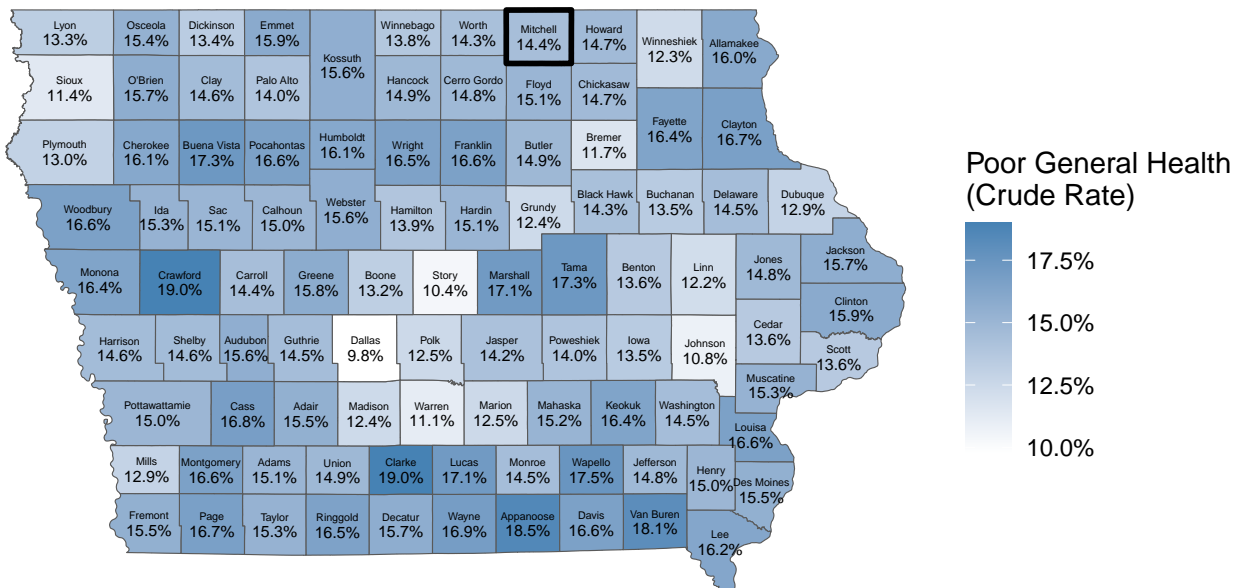 Lyon
13.3%
Osceola
15.4%
Dickinson
13.4%
Emmet
15.9%
Kossuth
15.6%
Winnebago
13.8%
Worth
14.3%
Mitchell
14.4%
Howard
14.7%
Winneshiek
12.3%
Allamakee
16.0%
Sioux
11.4%
O'Brien
15.7%
Clay
14.6%
Palo Alto
14.0%
Hancock
14.9%
Cerro Gordo
14.8%
Floyd
15.1%
Chickasaw
14.7%
Fayette
16.4%
Clayton
16.7%
Plymouth
13.0%
Cherokee
16.1%
Buena Vista
17.3%
Pocahontas
16.6%
Humboldt
16.1%
Wright
16.5%
Franklin
16.6%
Butler
14.9%
Bremer
11.7%
Woodbury
16.6%
Ida
15.3%
Sac
15.1%
Calhoun
15.0%
Webster
15.6%
Hamilton
13.9%
Hardin
15.1%
Grundy
12.4%
Black Hawk
14.3%
Buchanan
13.5%
Delaware
14.5%
Dubuque
12.9%
Monona
16.4%
Crawford
19.0%
Carroll
14.4%
Greene
15.8%
Boone
13.2%
Story
10.4%
Marshall
17.1%
Tama
17.3%
Benton
13.6%
Linn
12.2%
Jones
14.8%
Jackson
15.7%
Clinton
15.9%
Harrison
14.6%
Shelby
14.6%
Audubon
15.6%
Guthrie
14.5%
Dallas
9.8%
Polk
12.5%
Jasper
14.2%
Poweshiek
14.0%
Iowa
13.5%
Johnson
10.8%
Cedar
13.6%
Scott
13.6%
Muscatine
15.3%
Pottawattamie
15.0%
Cass
16.8%
Adair
15.5%
Madison
12.4%
Warren
11.1%
Marion
12.5%
Mahaska
15.2%
Keokuk
16.4%
Washington
14.5%
Louisa
16.6%
Mills
12.9%
Montgomery
16.6%
Adams
15.1%
Union
14.9%
Clarke
19.0%
Lucas
17.1%
Monroe
14.5%
Wapello
17.5%
Jefferson
14.8%
Henry
15.0%
Des Moines
15.5%
Fremont
15.5%
Page
16.7%
Taylor
15.3%
Ringgold
16.5%
Decatur
15.7%
Wayne
16.9%
Appanoose
18.5%
Davis
16.6%
Van Buren
18.1%
Lee
16.2%
Poor General Health
(Crude Rate)
17.5%
15.0%
12.5%
10.0%